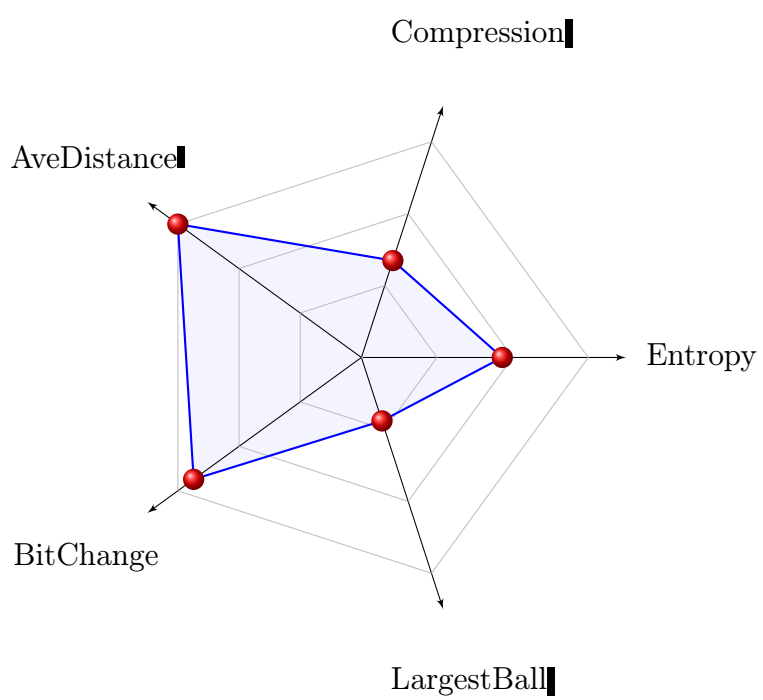 Compression
AveDistance
Entropy
BitChange
LargestBall